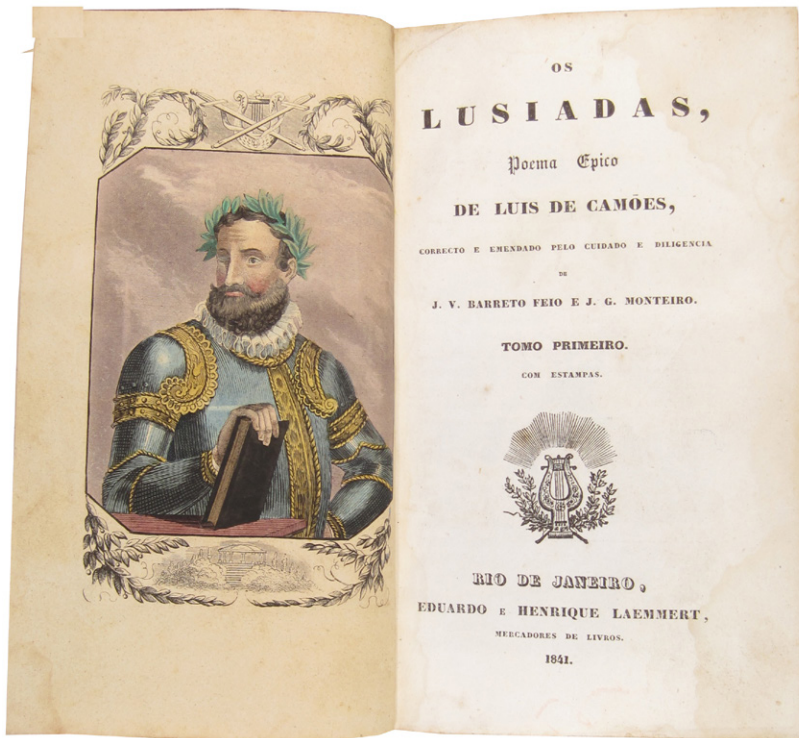 OS
LUSIADAS,
Poema Epico
DE LUIS DE CAMÕES,
CORRECTO E EMENDADO PELO CUIDADO E DILIGENCIA
DE
J. V. BARRETO FEIO E J. G. MONTEIRO.
TOMO PRIMEIRO.
COM ESTAMPAS.
RIO DE JANEIRO,
EDUARDO E HENRIQUE LAEMMERT,
MERCADORES DE LIVROS.
1841.